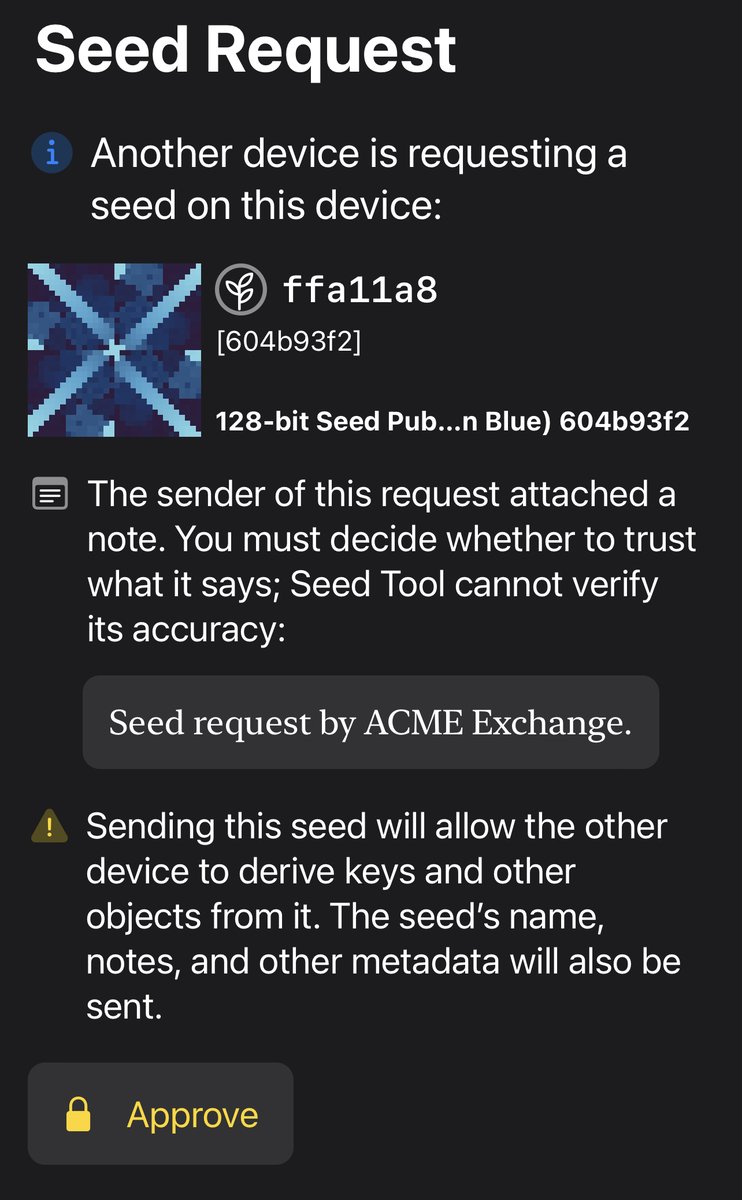 Seed Request
Another device is requesting a
seed on this device:
ffa11a8
[604b93f2]
128-bit Seed Pub...n Blue) 604b93f2
The sender of this request attached a
note. You must decide whether to trust
what it says; Seed Tool cannot verify
its accuracy:
Seed request by ACME Exchange.
Sending this seed will allow the other
device to derive keys and other
objects from it. The seed’s name,
notes, and other metadata will also be
sent.
Approve